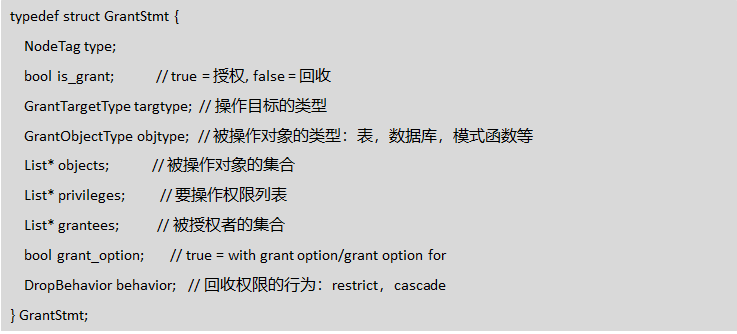 typedef struct GrantStmt {
NodeTag type;
bool is_grant; // true = 授权, false = 回收
GrantTargetType targtype; // 操作目标的类型
GrantObjectType objtype; // 被操作对象的类型：表，数据库，模式函数等
List* objects; // 被操作对象的集合
List* privileges; // 要操作权限列表
List* grantees; // 被授权者的集合
bool grant_option; // true = with grant option/grant option for
DropBehavior behavior; // 回收权限的行为：restrict，cascade
} GrantStmt;